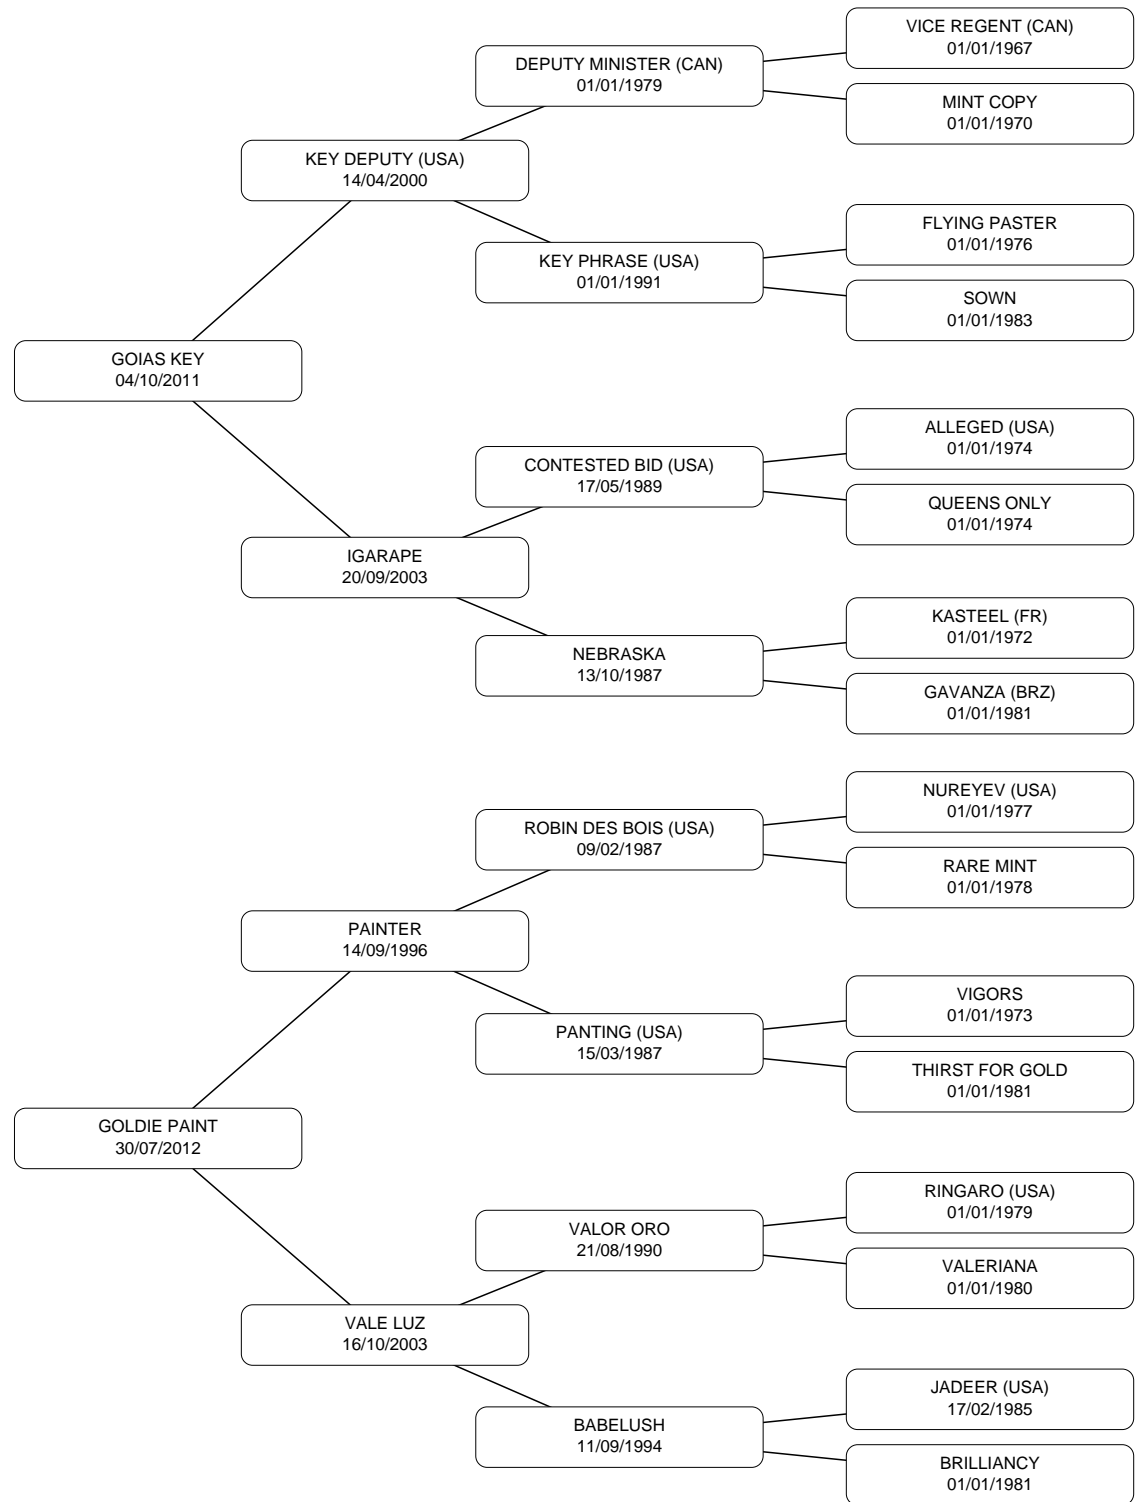 VICE REGENT (CAN)
01/01/1967
DEPUTY MINISTER (CAN)
01/01/1979
MINT COPY
01/01/1970
KEY DEPUTY (USA)
14/04/2000
FLYING PASTER
01/01/1976
KEY PHRASE (USA)
01/01/1991
SOWN
01/01/1983
GOIAS KEY
04/10/2011
ALLEGED (USA)
01/01/1974
CONTESTED BID (USA)
17/05/1989
QUEENS ONLY
01/01/1974
IGARAPE
20/09/2003
KASTEEL (FR)
01/01/1972
NEBRASKA
13/10/1987
GAVANZA (BRZ)
01/01/1981
NUREYEV (USA)
01/01/1977
ROBIN DES BOIS (USA)
09/02/1987
RARE MINT
01/01/1978
PAINTER
14/09/1996
VIGORS
01/01/1973
PANTING (USA)
15/03/1987
THIRST FOR GOLD
01/01/1981
GOLDIE PAINT
30/07/2012
RINGARO (USA)
01/01/1979
VALOR ORO
21/08/1990
VALERIANA
01/01/1980
VALE LUZ
16/10/2003
JADEER (USA)
17/02/1985
BABELUSH
11/09/1994
BRILLIANCY
01/01/1981